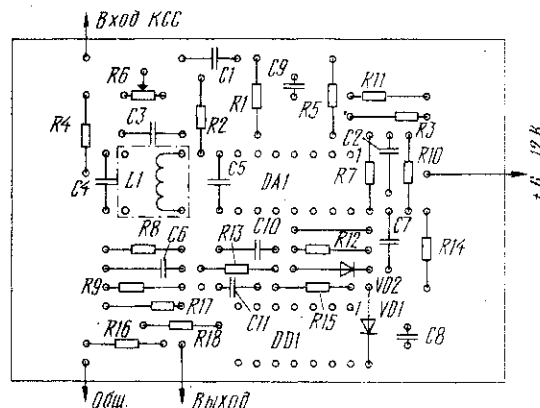 Вход КСС
C1
C9
R6
R11
C3
R1
R5
R4
R2
R3
C2
1
R10
C4
L1
C5
DA1
R7
R8
C6
C10
C7
R13
R12
R14
+U 12 В
R9
VD2
R17
C11
R15
1
VD1
R16
R18
DD1
C8
Общ.
Выход